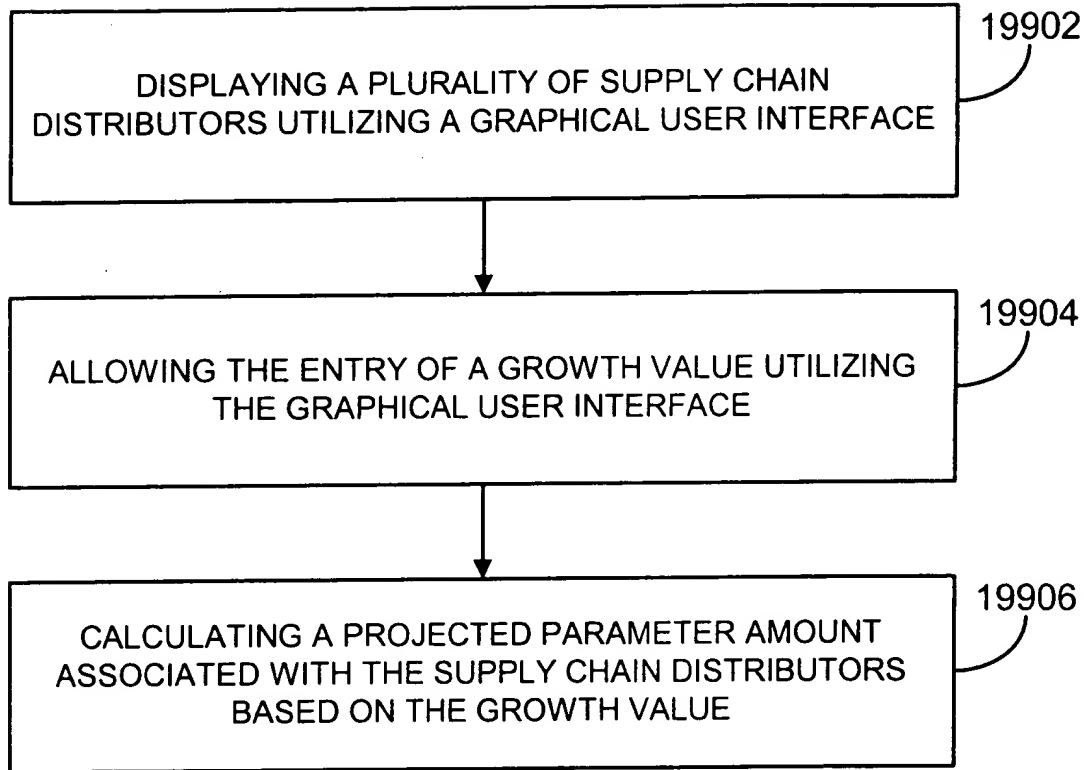 19902
DISPLAYING A PLURALITY OF SUPPLY CHAIN
DISTRIBUTORS UTILIZING A GRAPHICAL USER INTERFACE
19904
ALLOWING THE ENTRY OF A GROWTH VALUE UTILIZING
THE GRAPHICAL USER INTERFACE
19906
CALCULATING A PROJECTED PARAMETER AMOUNT
ASSOCIATED WITH THE SUPPLY CHAIN DISTRIBUTORS
BASED ON THE GROWTH VALUE